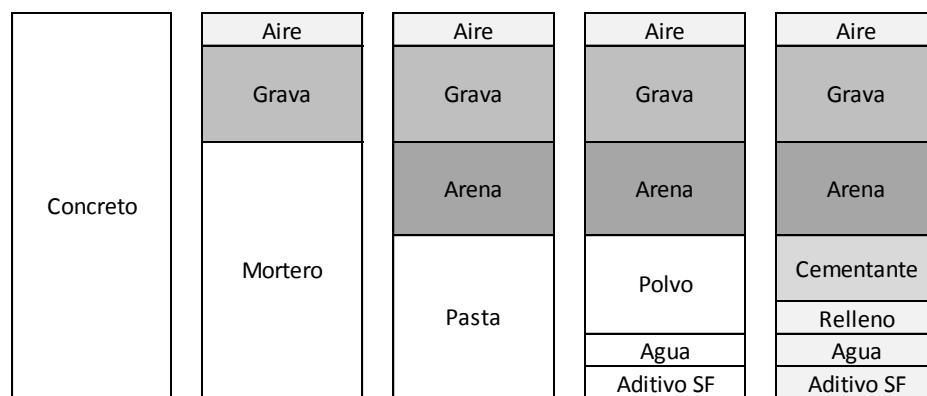 Concreto
Aire
Grava
Mortero
Aire
Grava
Arena
Pasta
Aire
Grava
Arena
Polvo
Agua
Aditivo SF
Aire
Grava
Arena
Cementante
Relleno
Agua
Aditivo SF